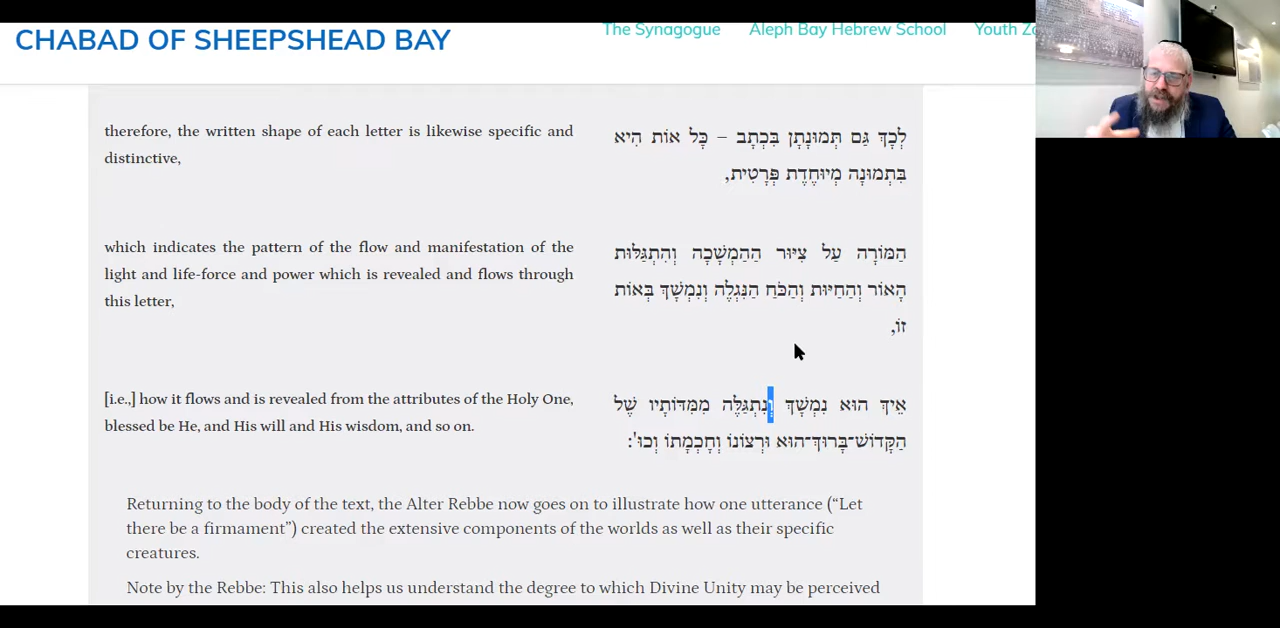 CHABAD OF SHEEPSHEAD BAY
The Synagogue Aleph Bay Hebrew School Youth Zo
therefore, the written shape of each letter is likewise specific and
distinctive,
לְכָךְ גַּם תְּמוּנָתָן בִּכְתָב – כָּל אוֹת הִיא
בִּתְמוּנָה מְיוּחֶדֶת פְּרָטִית,
which indicates the pattern of the flow and manifestation of the
light and life-force and power which is revealed and flows through
this letter,
הַמּוֹרָה עַל צִיּוּר הַהַמְשָׁכָה וְהִתְגַּלּוּת
הָאוֹר וְהַחַיּוּת וְהַכֹּחַ הַנִּגְלֶה וְנִמְשָׁךְ בְּאוֹת
זוֹ,
[i.e.,] how it flows and is revealed from the attributes of the Holy One,
blessed be He, and His will and His wisdom, and so on.
אֵיךְ הוּא נִמְשָׁךְ וְנִתְגַּלֶּה מִמִּדּוֹתָיו שֶׁל
הַקָּדוֹשׁ־בָּרוּךְ־הוּא וּרְצוֹנוֹ וְחָכְמָתוֹ וְכוּ':
Returning to the body of the text, the Alter Rebbe now goes on to illustrate how one utterance (“Let
there be a firmament”) created the extensive components of the worlds as well as their specific
creatures.
Note by the Rebbe: This also helps us understand the degree to which Divine Unity may be perceived